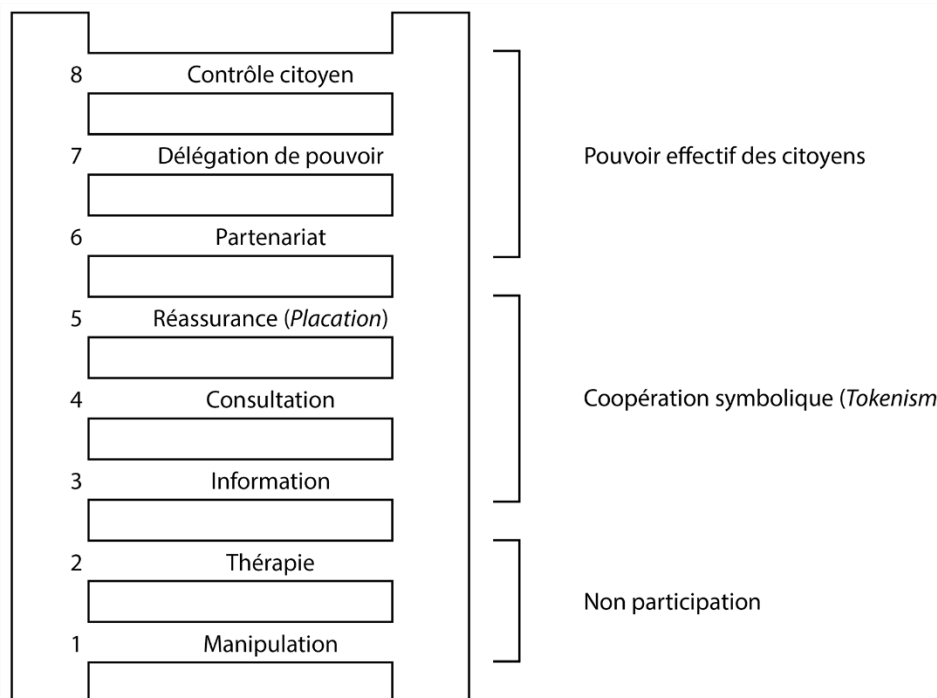 8 Contrôle citoyen
7 Délégation de pouvoir
Pouvoir effectif des citoyens
6 Partenariat
5 Réassurance (Placation)
4 Consultation
Coopération symbolique (Tokenism
3 Information
2 Thérapie
Non participation
1 Manipulation